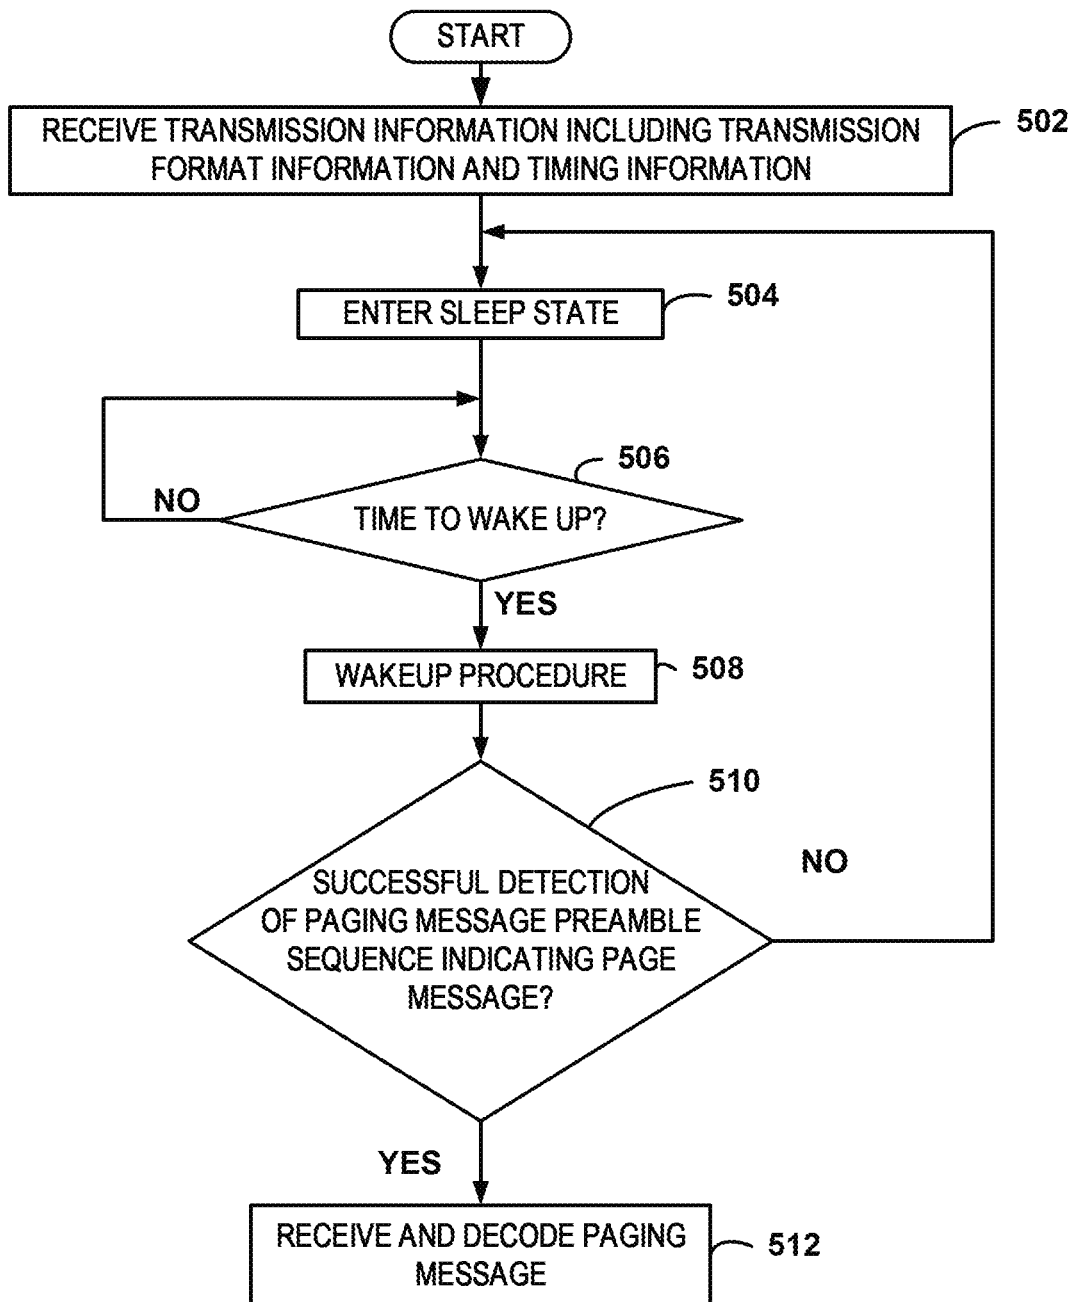 START
RECEIVE TRANSMISSION INFORMATION INCLUDING TRANSMISSION
FORMAT INFORMATION AND TIMING INFORMATION
502
ENTER SLEEP STATE
504
506
NO
TIME TO WAKE UP?
YES
WAKEUP PROCEDURE
508
510
NO
SUCCESSFUL DETECTION
OF PAGING MESSAGE PREAMBLE
SEQUENCE INDICATING PAGE
MESSAGE?
YES
RECEIVE AND DECODE PAGING
MESSAGE
512